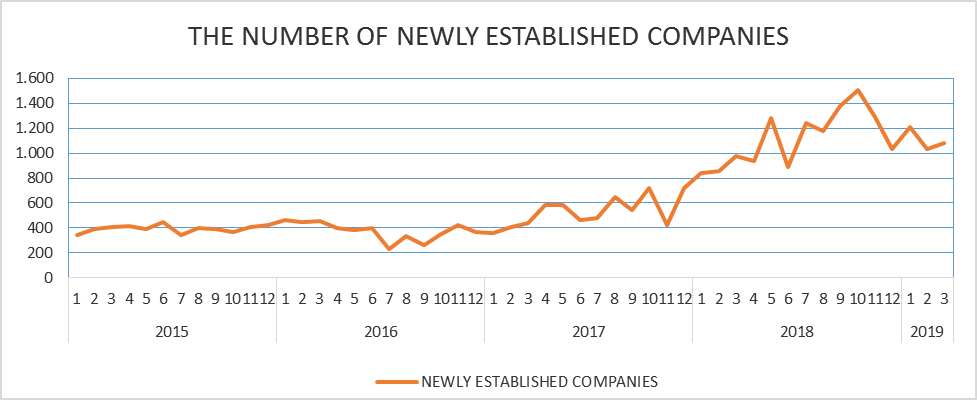 THE NUMBER OF NEWLY ESTABLISHED COMPANIES
1.600
1.400
1.200
1.000
800
600
400
200
0
1 2 3 4 5 6 7 8 9 10 11 12 1 2 3 4 5 6 7 8 9 10 11 12 1 2 3 4 5 6 7 8 9 10 11 12 1 2 3 4 5 6 7 8 9 10 11 12 1 2 3
2015 2016 2017 2018 2019
NEWLY ESTABLISHED COMPANIES